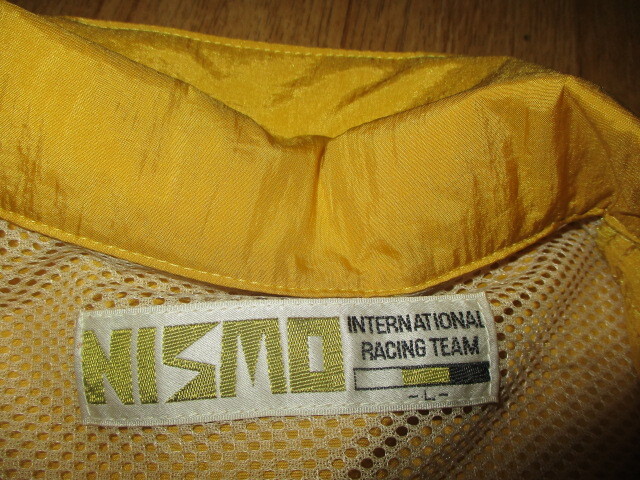 NISMO
INTERNATIONAL
RACING TEAM
-L-